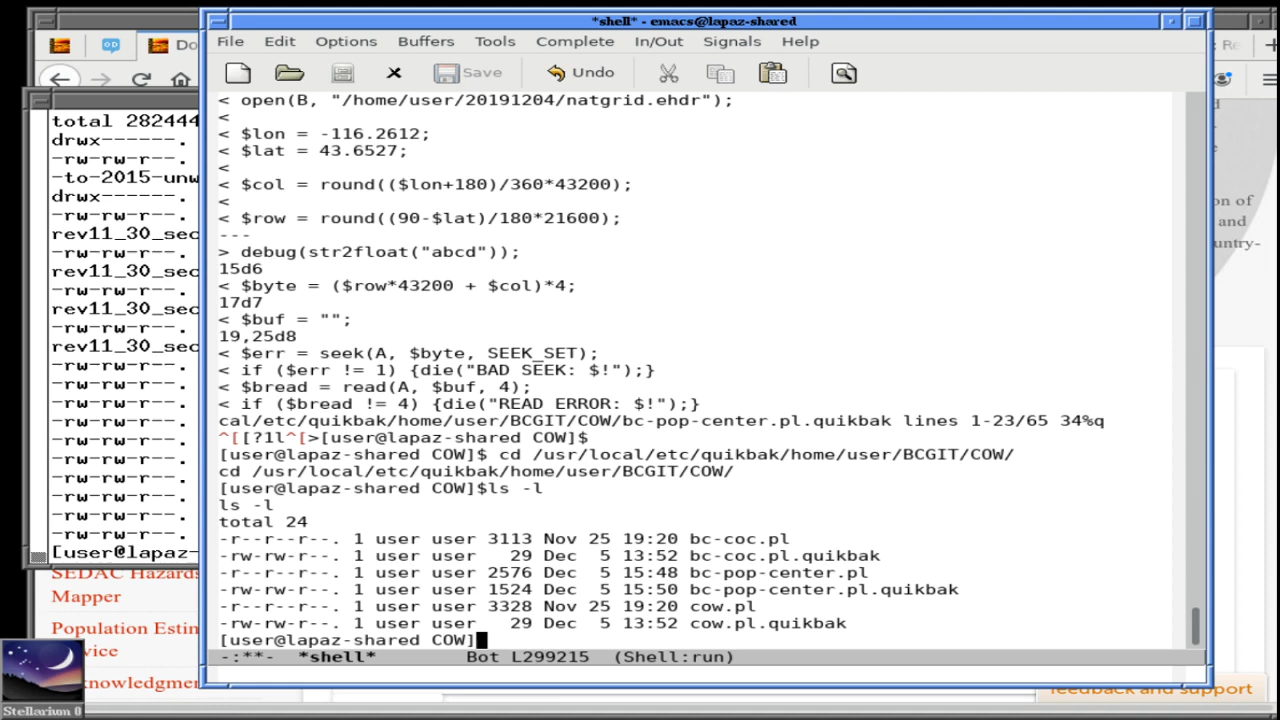 *shell* - emacs@lapaz-shared
File Edit Options Buffers Tools Complete In/Out Signals Help
Save Undo
< open(B, "/home/user/20191204/natgrid.ehdr");
<
< $lon = -116.2612;
< $lat = 43.6527;
<
< $col = round(($lon+180)/360*43200);
<
< $row = round((90-$lat)/180*21600);
---
> debug(str2float("abcd"));
15d6
< $byte = ($row*43200 + $col)*4;
17d7
< $buf = "";
19,25d8
< $err = seek(A, $byte, SEEK_SET);
< if ($err != 1) {die("BAD SEEK: $!");}
< $bread = read(A, $buf, 4);
< if ($bread != 4) {die("READ ERROR: $!");}
cal/etc/quikbak/home/user/BCGIT/COW/bc-pop-center.pl.quikbak lines 1-23/65 34%q
^[[?1l^[>[user@lapaz-shared COW]$
[user@lapaz-shared COW]$ cd /usr/local/etc/quikbak/home/user/BCGIT/COW/
cd /usr/local/etc/quikbak/home/user/BCGIT/COW/
[user@lapaz-shared COW]$ls -l
ls -l
total 24
-r--r--r--. 1 user user 3113 Nov 25 19:20 bc-coc.pl
-rw-rw-r--. 1 user user   29 Dec  5 13:52 bc-coc.pl.quikbak
-r--r--r--. 1 user user 2576 Dec  5 15:48 bc-pop-center.pl
-rw-rw-r--. 1 user user 1524 Dec  5 15:50 bc-pop-center.pl.quikbak
-r--r--r--. 1 user user 3328 Nov 25 19:20 cow.pl
-rw-rw-r--. 1 user user   29 Dec  5 13:52 cow.pl.quikbak
[user@lapaz-shared COW]
-:**-  *shell*        Bot L299215  (Shell:run)
total 282444
drwx------.
-rw-rw-r--.
-to-2015-unw
drwx------.
-rw-rw-r--.
rev11_30_sec
-rw-rw-r--.
rev11_30_sec
-rw-rw-r--.
rev11_30_sec
-rw-rw-r--.
rev11_30_sec
-rw-rw-r--.
-rw-rw-r--.
-rw-rw-r--.
-rw-rw-r--.
-rw-rw-r--.
-rw-rw-r--.
-rw-rw-r--.
-rw-rw-r--.
-rw-rw-r--.
-rw-rw-r--.
[user@lapaz-
Do
SEDAC Hazards
Mapper
Population Estin
vice
knowledgmer
Stellarium 0
Re
on of
and
untry-
feedback and support